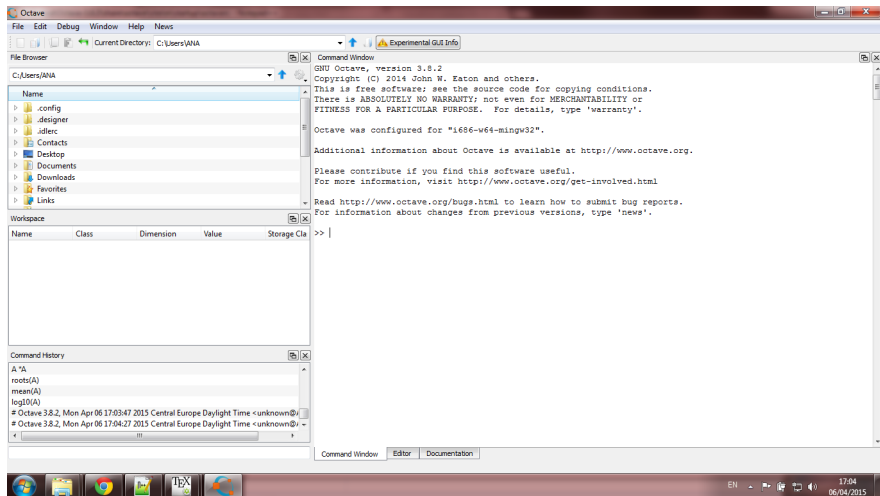 Octave
File Edit Debug Window Help News
Current Directory: C:\Users\ANA
Experimental GUI Info
File Browser
C:/Users/ANA
Name
.config
.designer
.idlerc
Contacts
Desktop
Documents
Downloads
Favorites
Links
Workspace
Name Class Dimension Value Storage Cla
Command History
A *A
roots(A)
mean(A)
log10(A)
# Octave 3.8.2, Mon Apr 06 17:03:47 2015 Central Europe Daylight Time <unknown@
# Octave 3.8.2, Mon Apr 06 17:04:27 2015 Central Europe Daylight Time <unknown@
Command Window
GNU Octave, version 3.8.2
Copyright (C) 2014 John W. Eaton and others.
This is free software; see the source code for copying conditions.
There is ABSOLUTELY NO WARRANTY; not even for MERCHANTABILITY or
FITNESS FOR A PARTICULAR PURPOSE.  For details, type 'warranty'.
Octave was configured for "i686-w64-mingw32".
Additional information about Octave is available at http://www.octave.org.
Please contribute if you find this software useful.
For more information, visit http://www.octave.org/get-involved.html
Read http://www.octave.org/bugs.html to learn how to submit bug reports.
For information about changes from previous versions, type 'news'.
>>
Command Window Editor Documentation
TEX
EN
17:04
06/04/2015